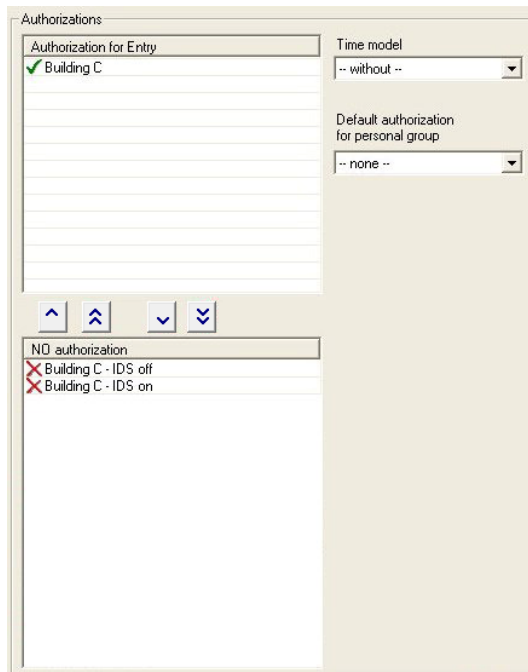 Authorizations
Authorization for Entry
Building C
Time model
-- without --
Default authorization
for personal group
-- none --
NO authorization
Building C - IDS off
Building C - IDS on